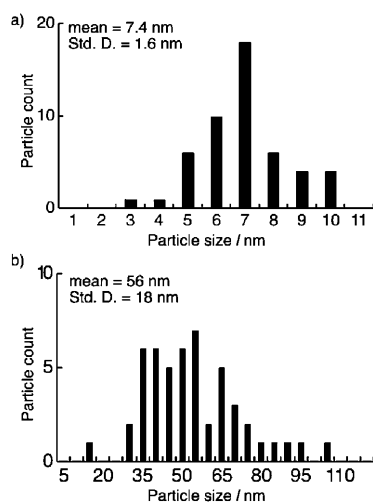 a)
20
mean = 7.4 nm
Std. D. = 1.6 nm
Particle count
10
0
1 2 3 4 5 6 7 8 9 10 11
Particle size / nm
b)
10
mean = 56 nm
Std. D. = 18 nm
Particle count
5
0
5 20 35 50 65 80 95 110
Particle size / nm